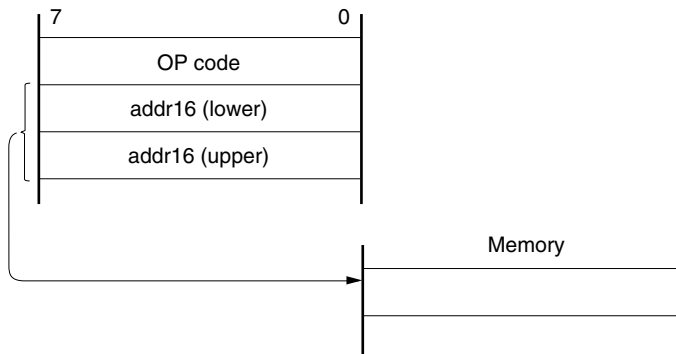 7 0
OP code
addr16 (lower)
addr16 (upper)
Memory